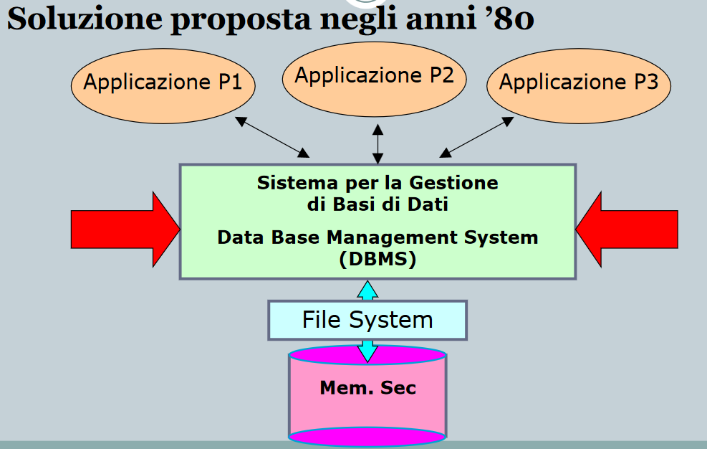 Soluzione proposta negli anni ’80
Applicazione P1
Applicazione P2
Applicazione P3
Sistema per la Gestione
di Basi di Dati
Data Base Management System
(DBMS)
File System
Mem. Sec